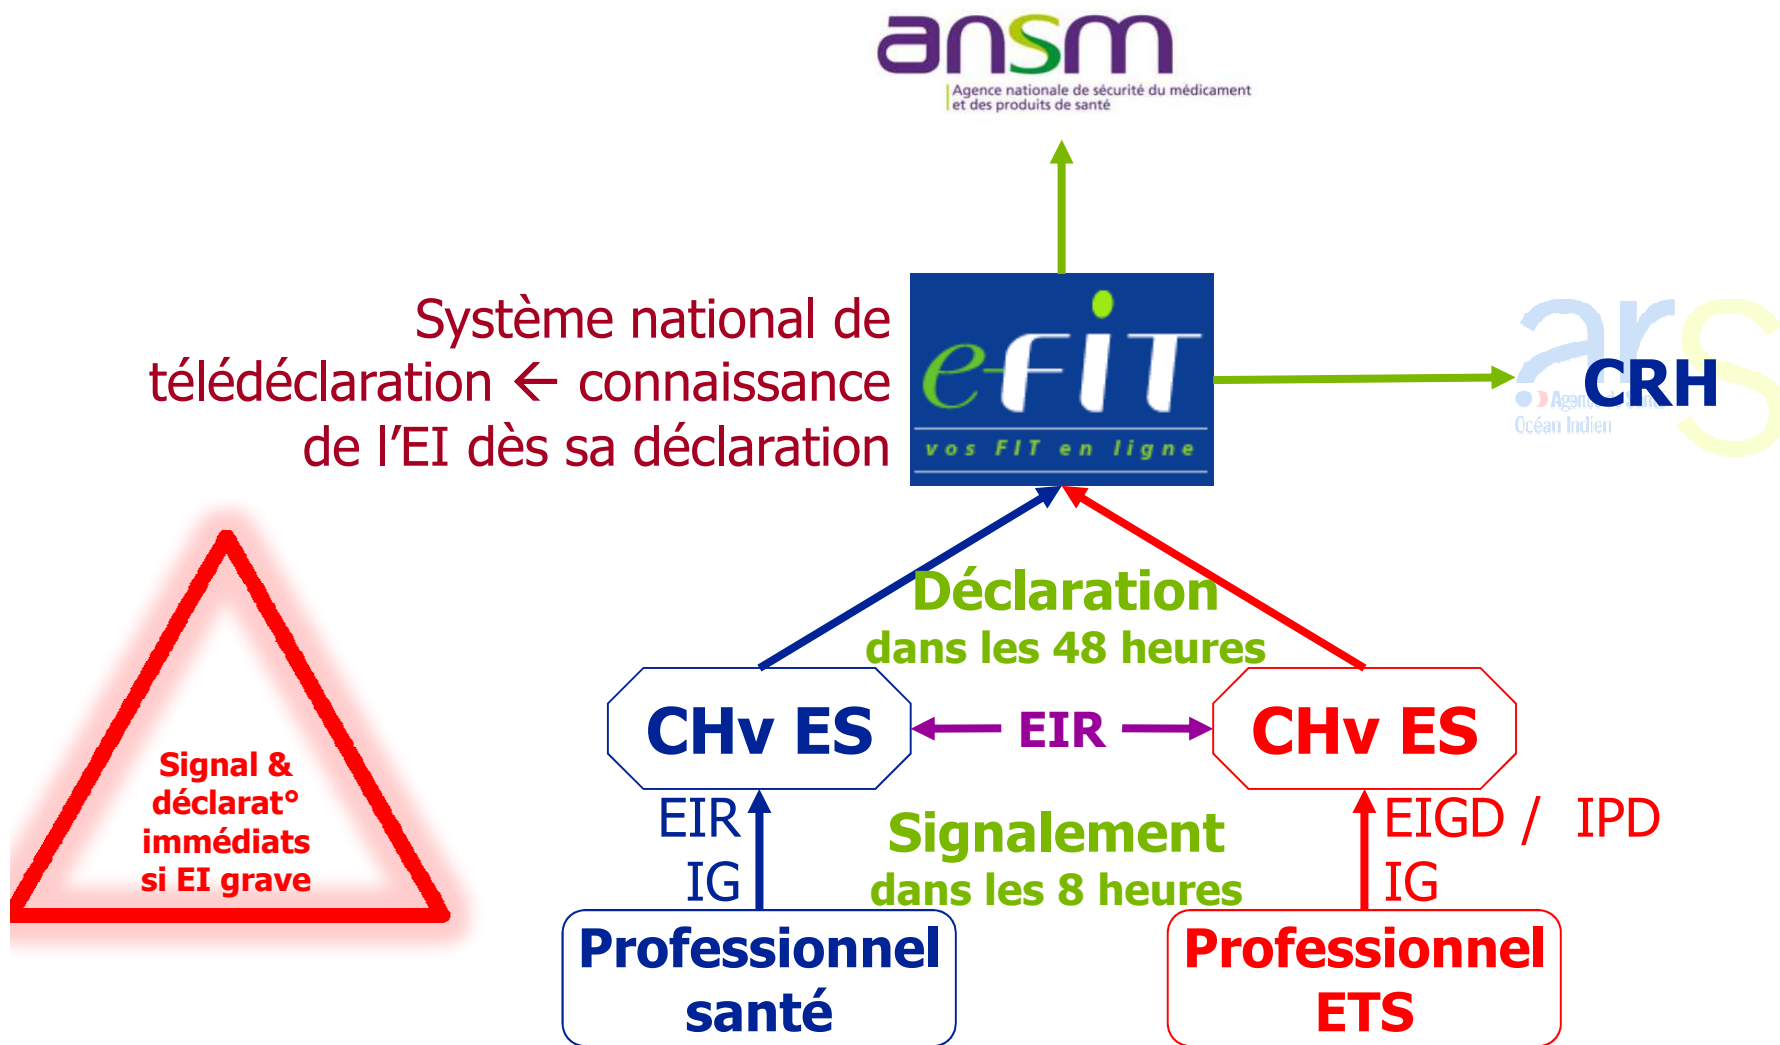 ansm
Agence nationale de sécurité du médicament
et des produits de santé
Système national de
télédéclaration ← connaissance
de l’EI dès sa déclaration
e-FiT
vos FIT en ligne
ars
CRH
Océan Indien
Déclaration
dans les 48 heures
CHv ES
EIR
CHv ES
EIR
IG
Signalement
dans les 8 heures
EIGD / IPD
IG
Signal &
déclarat°
immédiats
si EI grave
Professionnel
santé
Professionnel
ETS